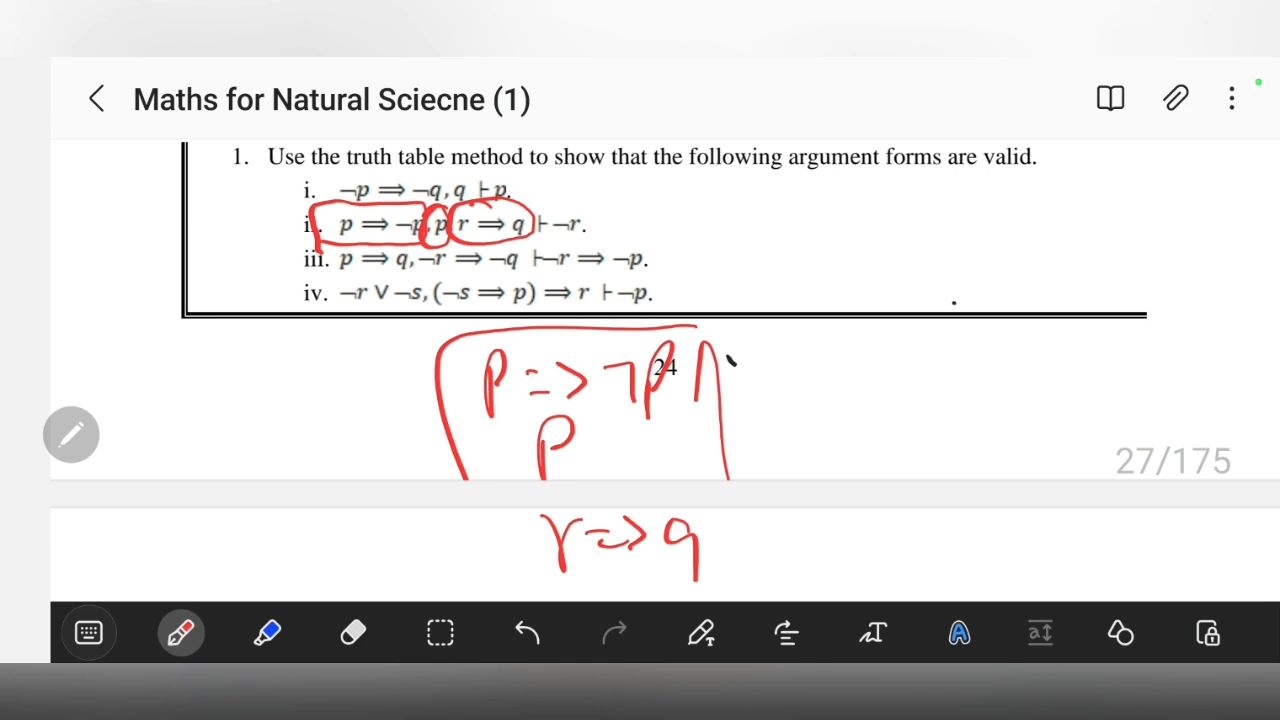 Maths for Natural Sciecne (1)
1. Use the truth table method to show that the following argument forms are valid.
i. ¬p ⟹ ¬q, q ⊢ p.
ii. p ⟹ ¬p, p, r ⟹ q ⊢ ¬r.
iii. p ⟹ q, ¬r ⟹ ¬q ⊢ ¬r ⟹ ¬p.
iv. ¬r ∨ ¬s, (¬s ⟹ p) ⟹ r ⊢ ¬p.
24
p => ¬p ∧
p
r => q
27/175